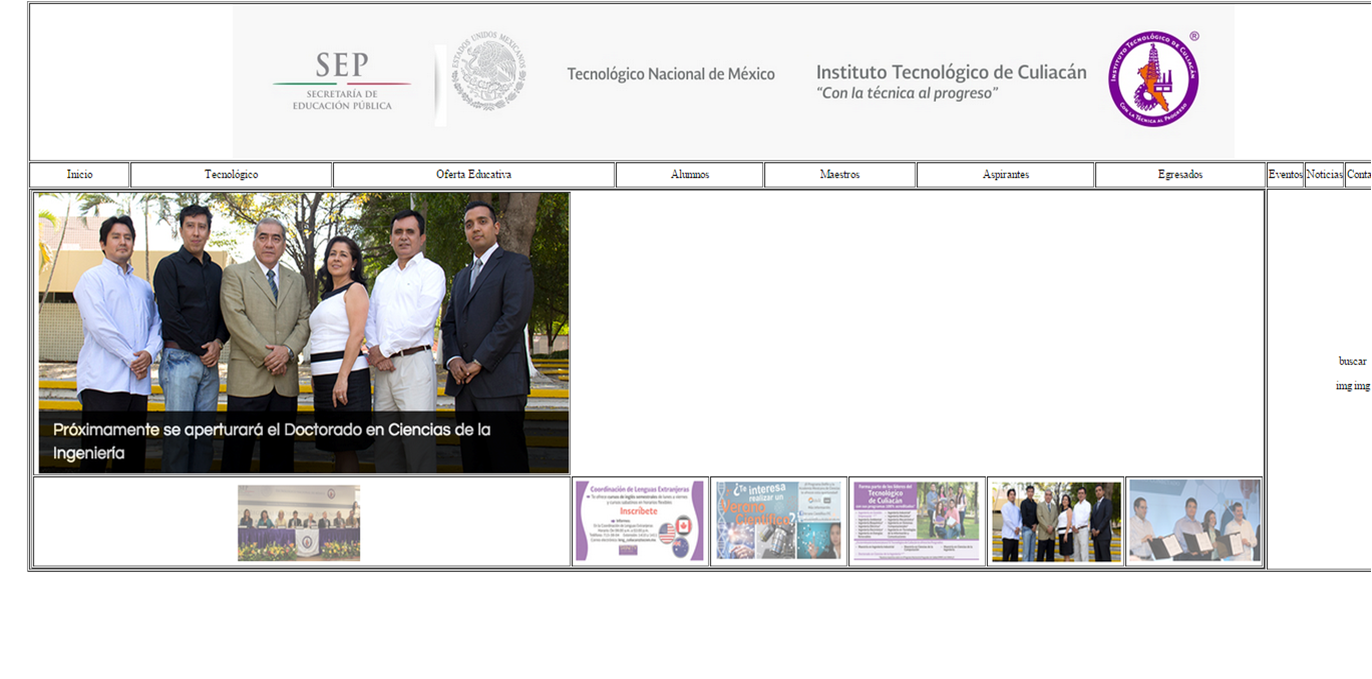 SEP
SECRETARÍA DE
EDUCACIÓN PÚBLICA
ESTADOS UNIDOS MEXICANOS
Tecnológico Nacional de México
Instituto Tecnológico de Culiacán
“Con la técnica al progreso”
INSTITUTO TECNOLÓGICO DE CULIACÁN
CON LA TÉCNICA AL PROGRESO
®
Inicio
Tecnológico
Oferta Educativa
Alumnos
Maestros
Aspirantes
Egresados
Eventos
Noticias
Conta
buscar
img img
Próximamente se aperturará el Doctorado en Ciencias de la
Ingeniería
Coordinación de Lenguas Extranjeras
Inscríbete
¿Te interesa
realizar un
Verano
Científico?
Forma parte de los líderes del
Tecnológico
de Culiacán